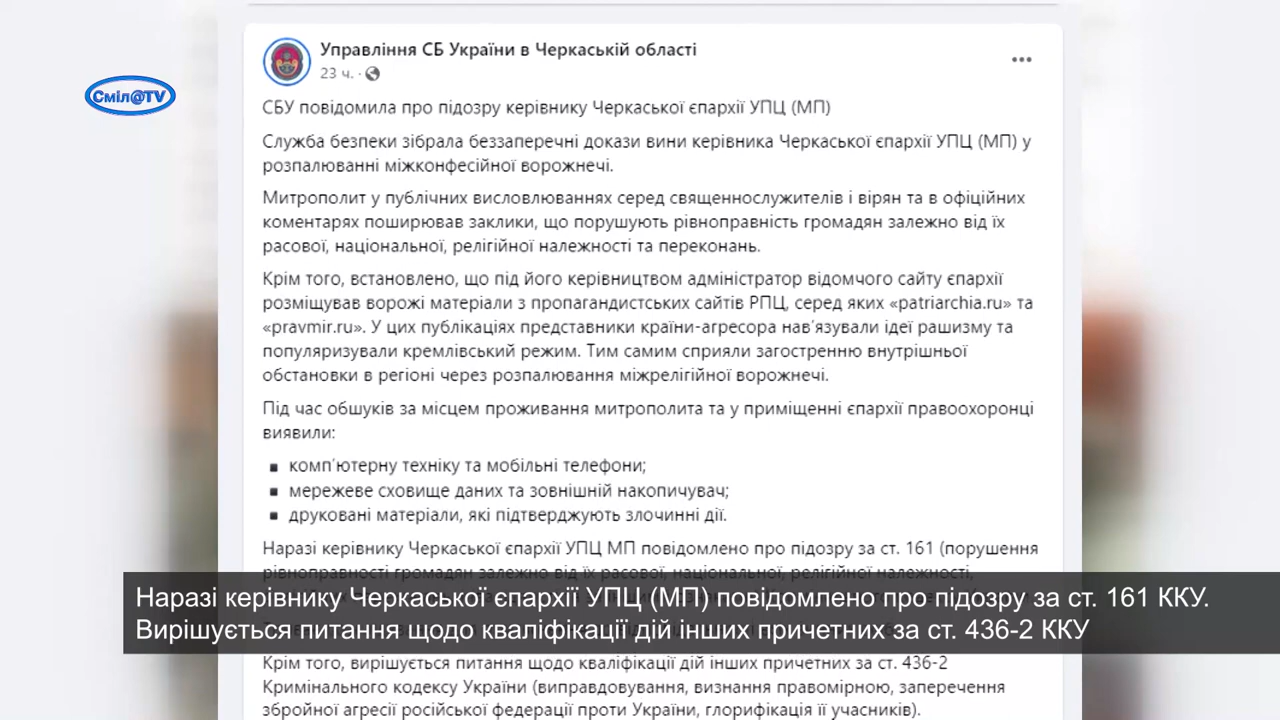 Управління СБ України в Черкаській області
23 ч. ·
Сміл@TV
СБУ повідомила про підозру керівнику Черкаської єпархії УПЦ (МП)
Служба безпеки зібрала беззаперечні докази вини керівника Черкаської єпархії УПЦ (МП) у
розпалюванні міжконфесійної ворожнечі.
Митрополит у публічних висловлюваннях серед священнослужителів і вірян та в офіційних
коментарях поширював заклики, що порушують рівноправність громадян залежно від їх
расової, національної, релігійної належності та переконань.
Крім того, встановлено, що під його керівництвом адміністратор відомчого сайту єпархії
розміщував ворожі матеріали з пропагандистських сайтів РПЦ, серед яких «patriarchia.ru» та
«pravmir.ru». У цих публікаціях представники країни-агресора нав'язували ідеї рашизму та
популяризували кремлівський режим. Тим самим сприяли загостренню внутрішньої
обстановки в регіоні через розпалювання міжрелігійної ворожнечі.
Під час обшуків за місцем проживання митрополита та у приміщенні єпархії правоохоронці
виявили:
▪ комп'ютерну техніку та мобільні телефони;
▪ мережеве сховище даних та зовнішній накопичувач;
▪ друковані матеріали, які підтверджують злочинні дії.
Наразі керівнику Черкаської єпархії УПЦ МП повідомлено про підозру за ст. 161 (порушення
рівноправності громадян залежно від їх расової, національної, релігійної належності,
Наразі керівнику Черкаської єпархії УПЦ (МП) повідомлено про підозру за ст. 161 ККУ.
Вирішується питання щодо кваліфікації дій інших причетних за ст. 436-2 ККУ
Крім того, вирішується питання щодо кваліфікації дій інших причетних за ст. 436-2
Кримінального кодексу України (виправдовування, визнання правомірною, заперечення
збройної агресії російської федерації проти України, глорифікація її учасників).